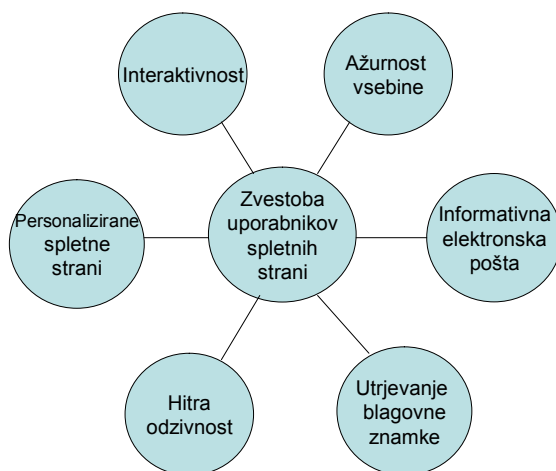 Interaktivnost
Ažurnost
vsebine
Personalizirane
spletne
strani
Zvestoba
uporabnikov
spletnih
strani
Informativna
elektronska
pošta
Hitra
odzivnost
Utrjevanje
blagovne
znamke